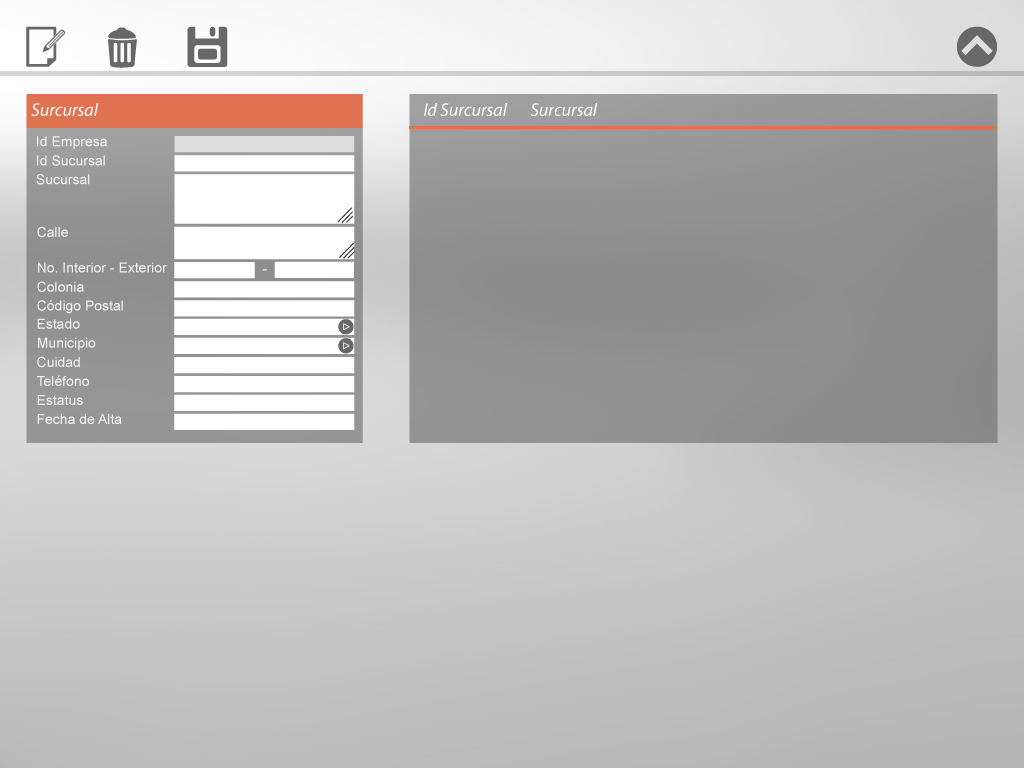 Surcursal
Id Empresa
Id Sucursal
Sucursal
Calle
No. Interior - Exterior
-
Colonia
Código Postal
Estado
Municipio
Cuidad
Teléfono
Estatus
Fecha de Alta
Id Surcursal Surcursal